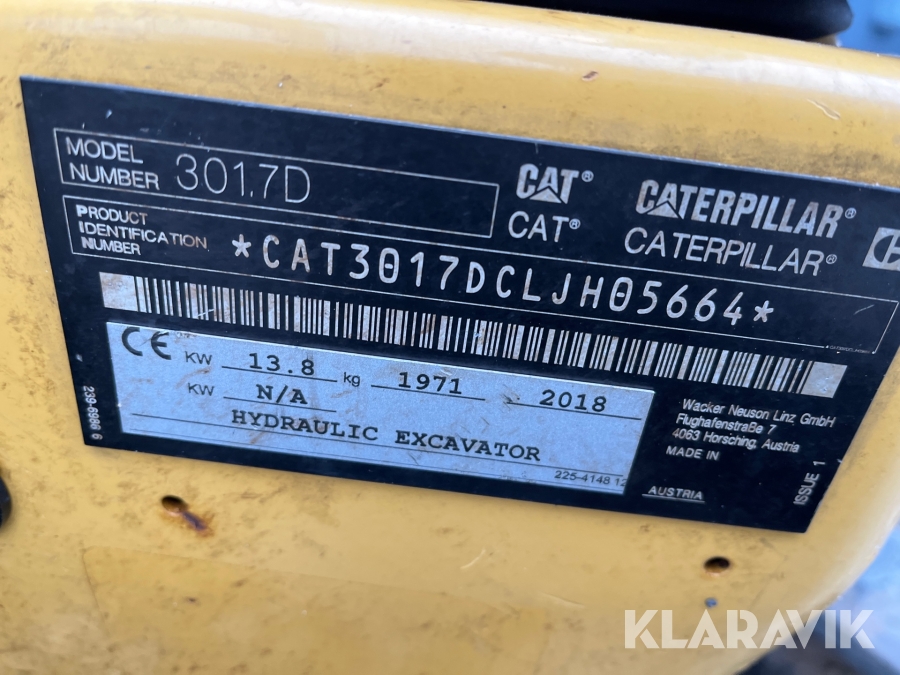 MODEL
NUMBER 301.7D
CAT®
CAT®
CATERPILLAR®
CATERPILLAR®
PRODUCT
IDENTIFICATION
NUMBER
*CAT3017DCLJH05664*
CE kW 13.8 kg 1971 2018
kW N/A
HYDRAULIC EXCAVATOR
225-4148 12
239-6986 6
Wacker Neuson Linz GmbH
Flughafenstraße 7
4063 Horsching, Austria
MADE IN
AUSTRIA
ISSUE 1
KLARAVIK